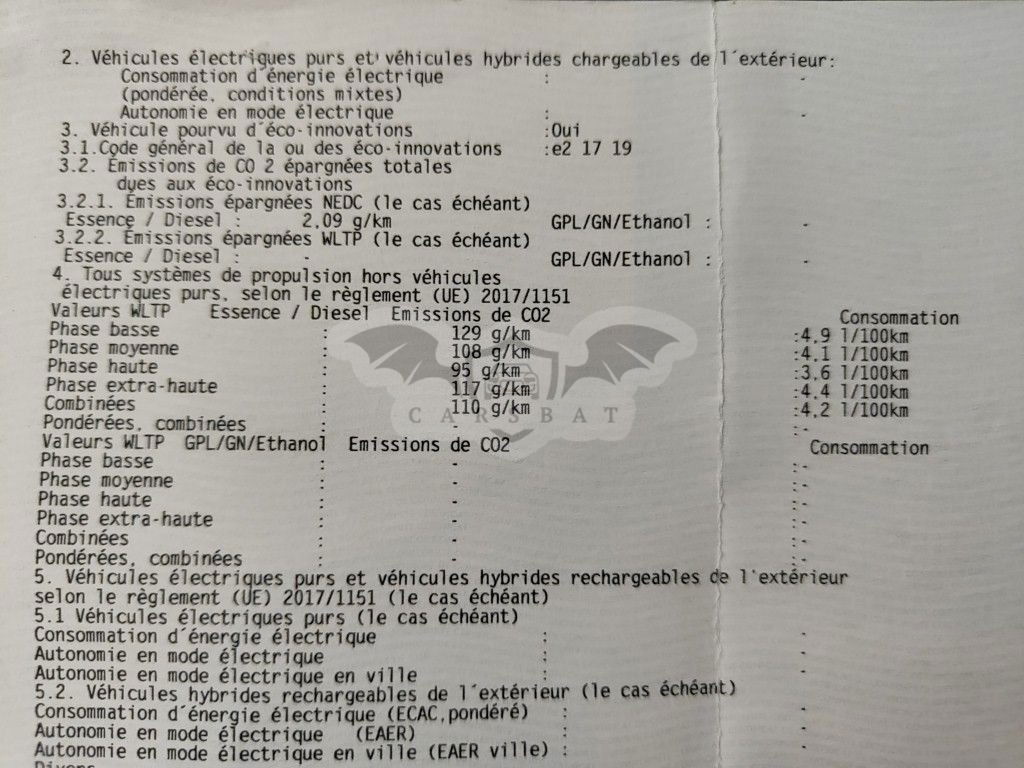 2. Véhicules électriques purs et véhicules hybrides chargeables de l´extérieur:
Consommation d´énergie électrique : -
(pondérée, conditions mixtes)
Autonomie en mode électrique : -
3. Véhicule pourvu d´éco-innovations :Oui
3.1.Code général de la ou des éco-innovations :e2 17 19
3.2. Émissions de CO 2 épargnées totales
dues aux éco-innovations
3.2.1. Émissions épargnées NEDC (le cas échéant)
Essence / Diesel : 2,09 g/km GPL/GN/Ethanol : -
3.2.2. Émissions épargnées WLTP (le cas échéant)
Essence / Diesel : - GPL/GN/Ethanol : -
4. Tous systèmes de propulsion hors véhicules
électriques purs, selon le règlement (UE) 2017/1151
Valeurs WLTP Essence / Diesel Emissions de CO2 Consommation
Phase basse : 129 g/km :4,9 l/100km
Phase moyenne : 108 g/km :4,1 l/100km
Phase haute : 95 g/km :3,6 l/100km
Phase extra-haute : 117 g/km :4,4 l/100km
Combinées : 110 g/km :4,2 l/100km
CARSBAT
Pondérées, combinées : - :-
Valeurs WLTP GPL/GN/Ethanol Emissions de CO2 Consommation
Phase basse : - :-
Phase moyenne : - :-
Phase haute : - :-
Phase extra-haute : - :-
Combinées : - :-
Pondérées, combinées : - :-
5. Véhicules électriques purs et véhicules hybrides rechargeables de l´extérieur
selon le règlement (UE) 2017/1151 (le cas échéant)
5.1 Véhicules électriques purs (le cas échéant)
Consommation d´énergie électrique : -
Autonomie en mode électrique : -
Autonomie en mode électrique en ville : -
5.2. Véhicules hybrides rechargeables de l´extérieur (le cas échéant)
Consommation d´énergie électrique (ECAC,pondéré) : -
Autonomie en mode électrique (EAER) : -
Autonomie en mode électrique en ville (EAER ville) : -